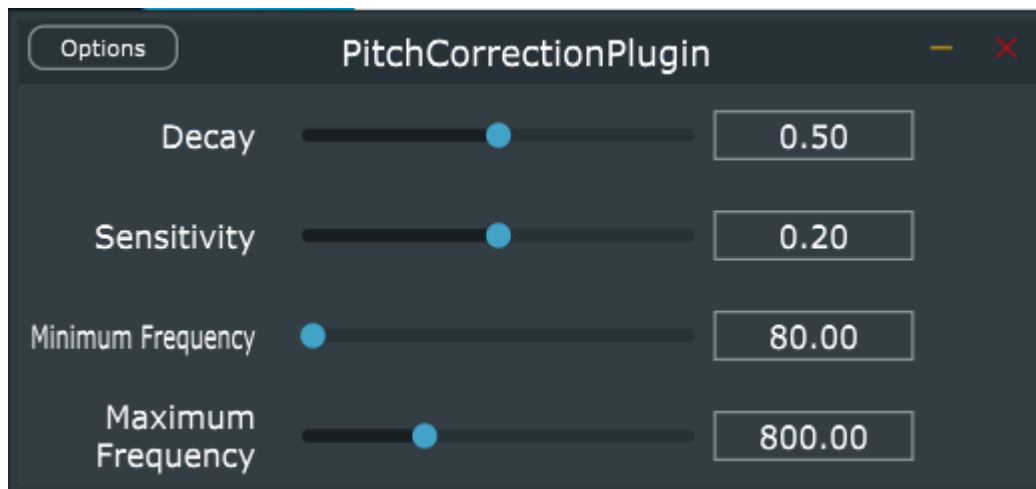 Options
PitchCorrectionPlugin
Decay
0.50
Sensitivity
0.20
Minimum Frequency
80.00
Maximum
Frequency
800.00